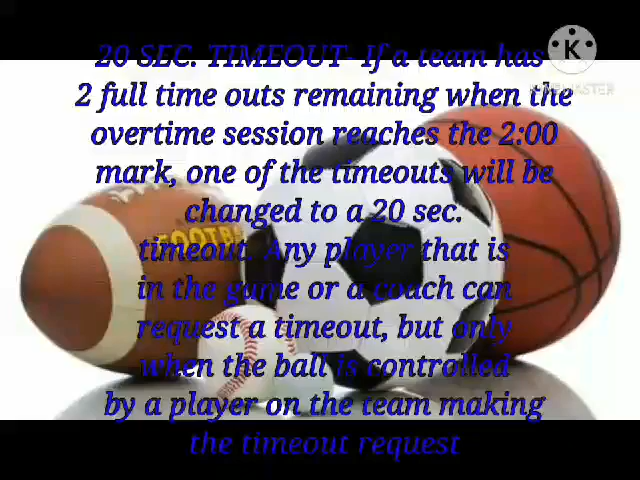 20 SEC. TIMEOUT If a team has
2 full time outs remaining when the
overtime session reaches the 2:00
mark, one of the timeouts will be
changed to a 20 sec.
timeout. Any player that is
in the game or a coach can
request a timeout, but only
when the ball is controlled
by a player on the team making
the timeout request
K
KINEMASTER
FOOTB